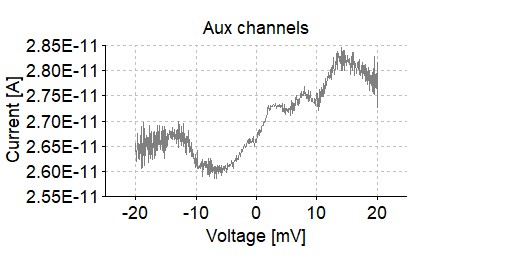 Aux channels
Current [A]
2.85E-11
2.80E-11
2.75E-11
2.70E-11
2.65E-11
2.60E-11
2.55E-11
-20 -10 0 10 20
Voltage [mV]